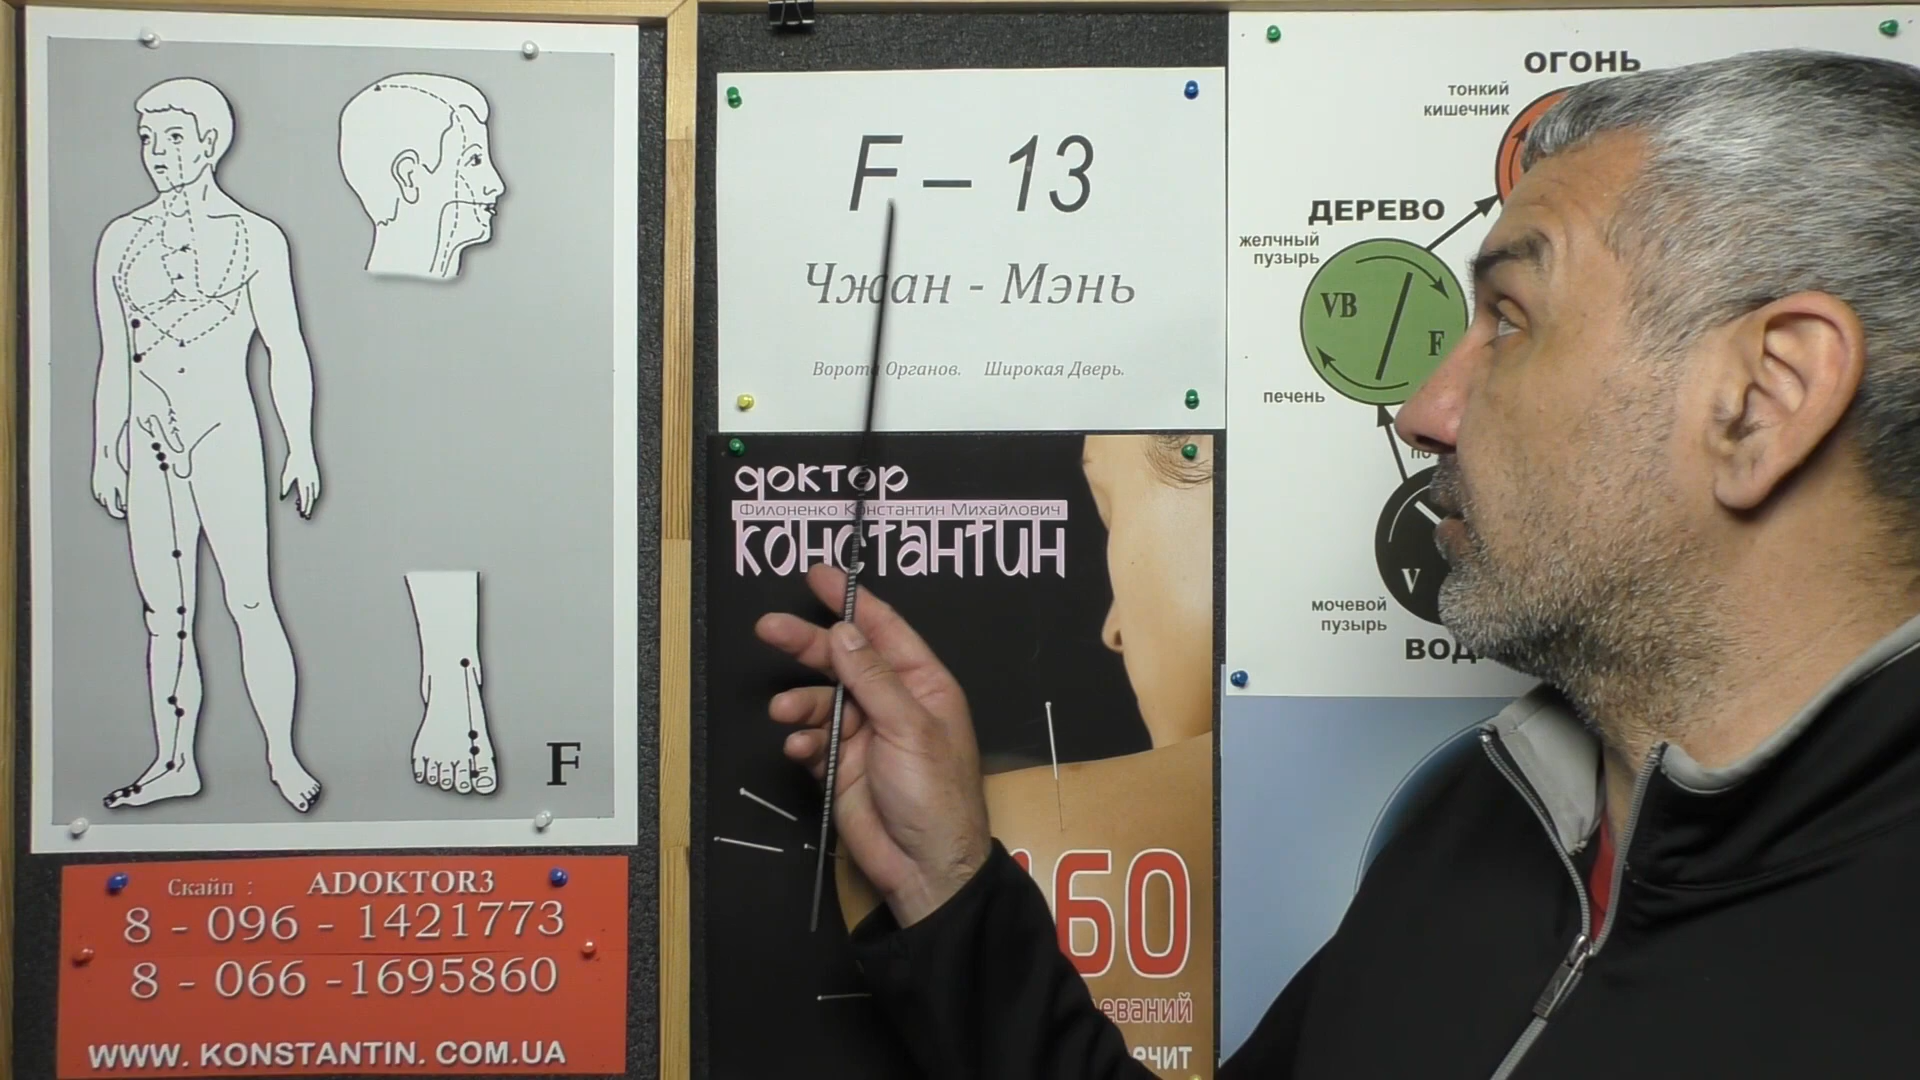 F
Скайп : ADOKTOR3
8 - 096 - 1421773
8 - 066 -1695860
WWW. KONSTANTIN. COM.UA
F – 13
Чжан - Мэнь
Ворота Органов. Широкая Дверь.
доктор
Филоненко Константин Михайлович
константин
ОГОНЬ
тонкий
кишечник
ДЕРЕВО
желчный
пузырь
VB
F
печень
V
мочевой
пузырь